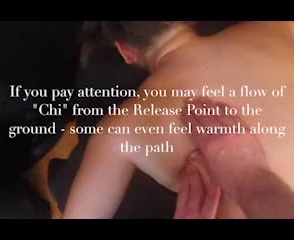 If you pay attention, you may feel a flow of
"Chi" from the Release Point to the
ground - some can even feel warmth along
the path